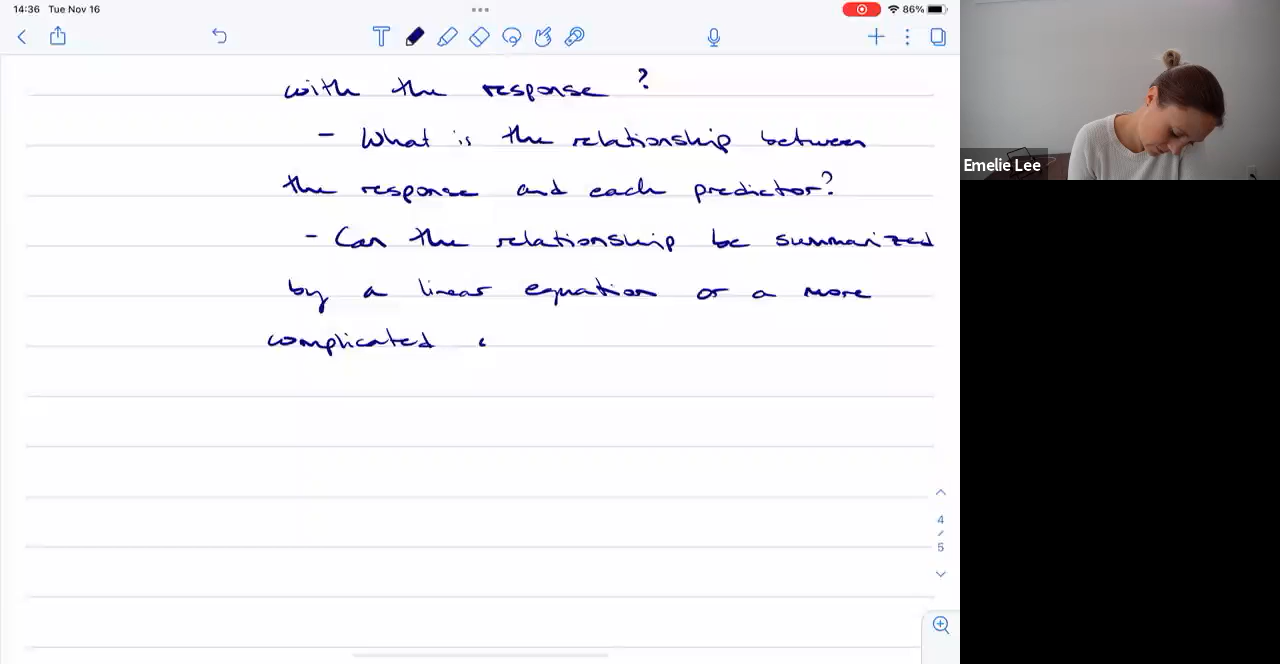 14:36 Tue Nov 16
86%
with the response ?
- What is the relationship between
the response and each predictor?
- Can the relationship be summarized
by a linear equation or a more
complicated
4
5
Emelie Lee